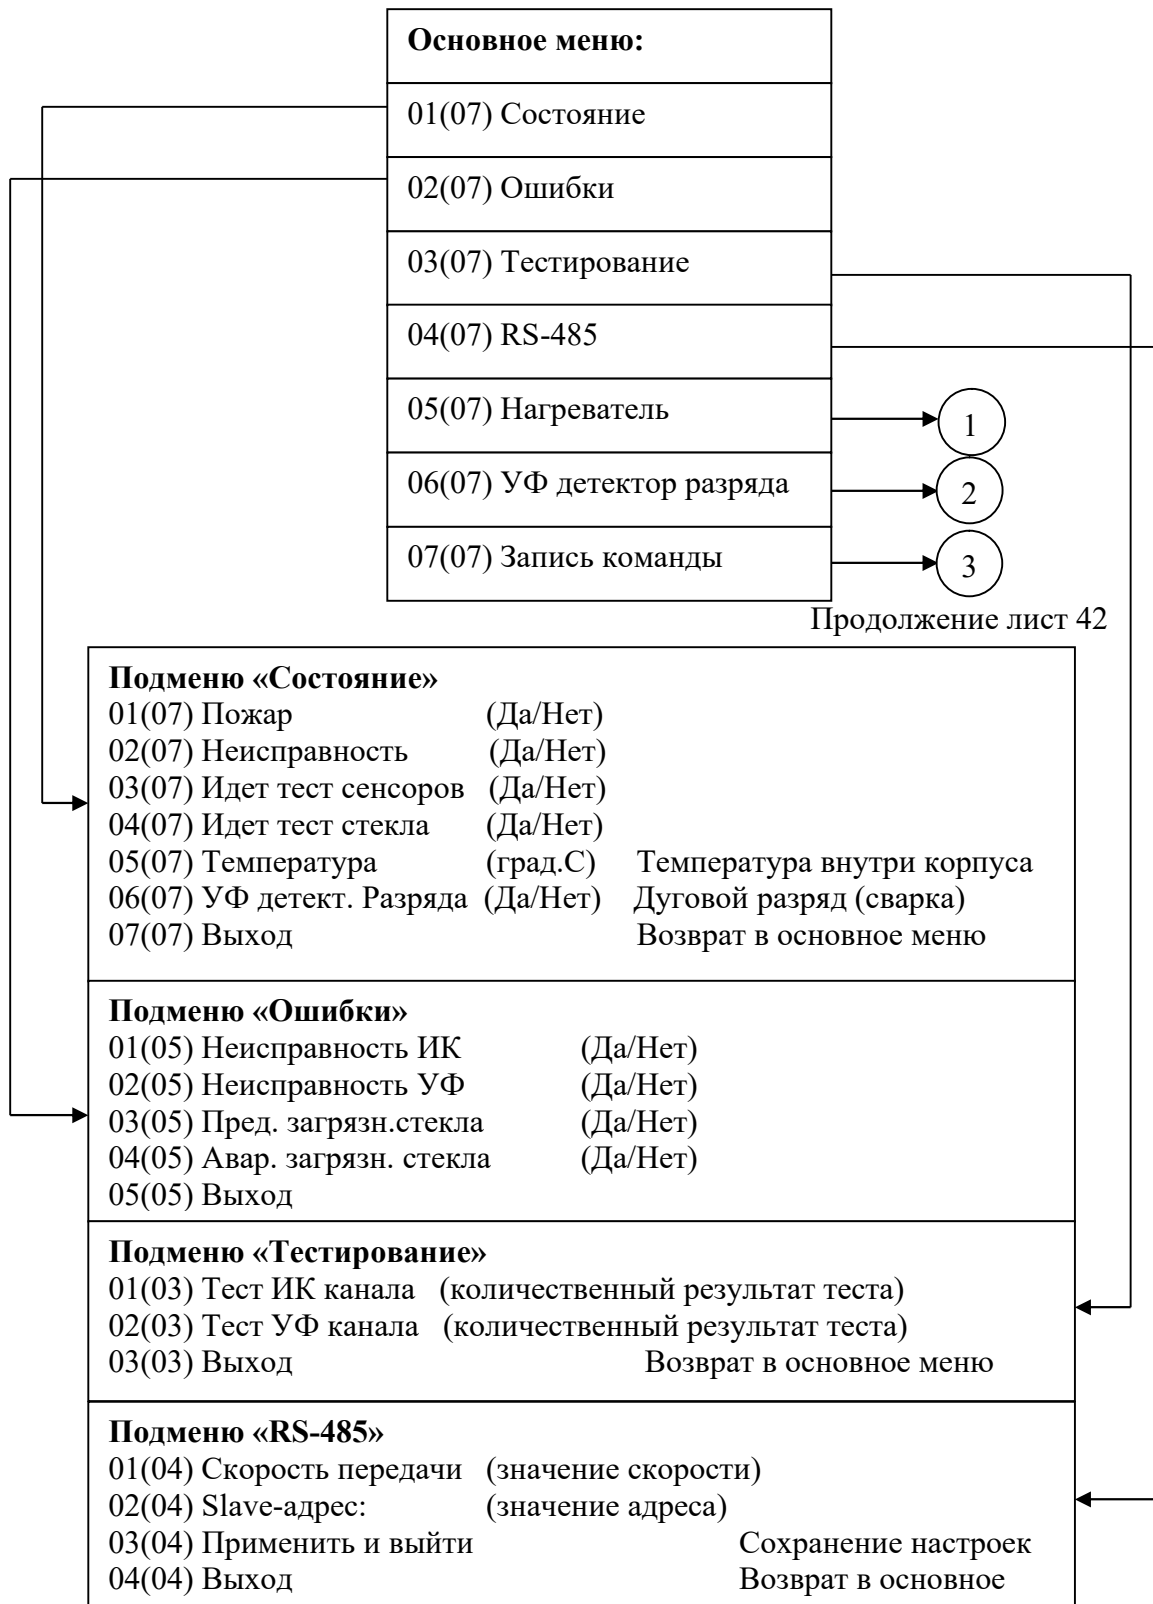 Основное меню:
01(07) Состояние
02(07) Ошибки
03(07) Тестирование
04(07) RS-485
05(07) Нагреватель
1
06(07) УФ детектор разряда
2
07(07) Запись команды
3
Продолжение лист 42
Подменю «Состояние»
01(07) Пожар (Да/Нет)
02(07) Неисправность (Да/Нет)
03(07) Идет тест сенсоров (Да/Нет)
04(07) Идет тест стекла (Да/Нет)
05(07) Температура (град.С) Температура внутри корпуса
06(07) УФ детект. Разряда (Да/Нет) Дуговой разряд (сварка)
07(07) Выход Возврат в основное меню
Подменю «Ошибки»
01(05) Неисправность ИК (Да/Нет)
02(05) Неисправность УФ (Да/Нет)
03(05) Пред. загрязн.стекла (Да/Нет)
04(05) Авар. загрязн. стекла (Да/Нет)
05(05) Выход
Подменю «Тестирование»
01(03) Тест ИК канала (количественный результат теста)
02(03) Тест УФ канала (количественный результат теста)
03(03) Выход Возврат в основное меню
Подменю «RS-485»
01(04) Скорость передачи (значение скорости)
02(04) Slave-адрес: (значение адреса)
03(04) Применить и выйти Сохранение настроек
04(04) Выход Возврат в основное